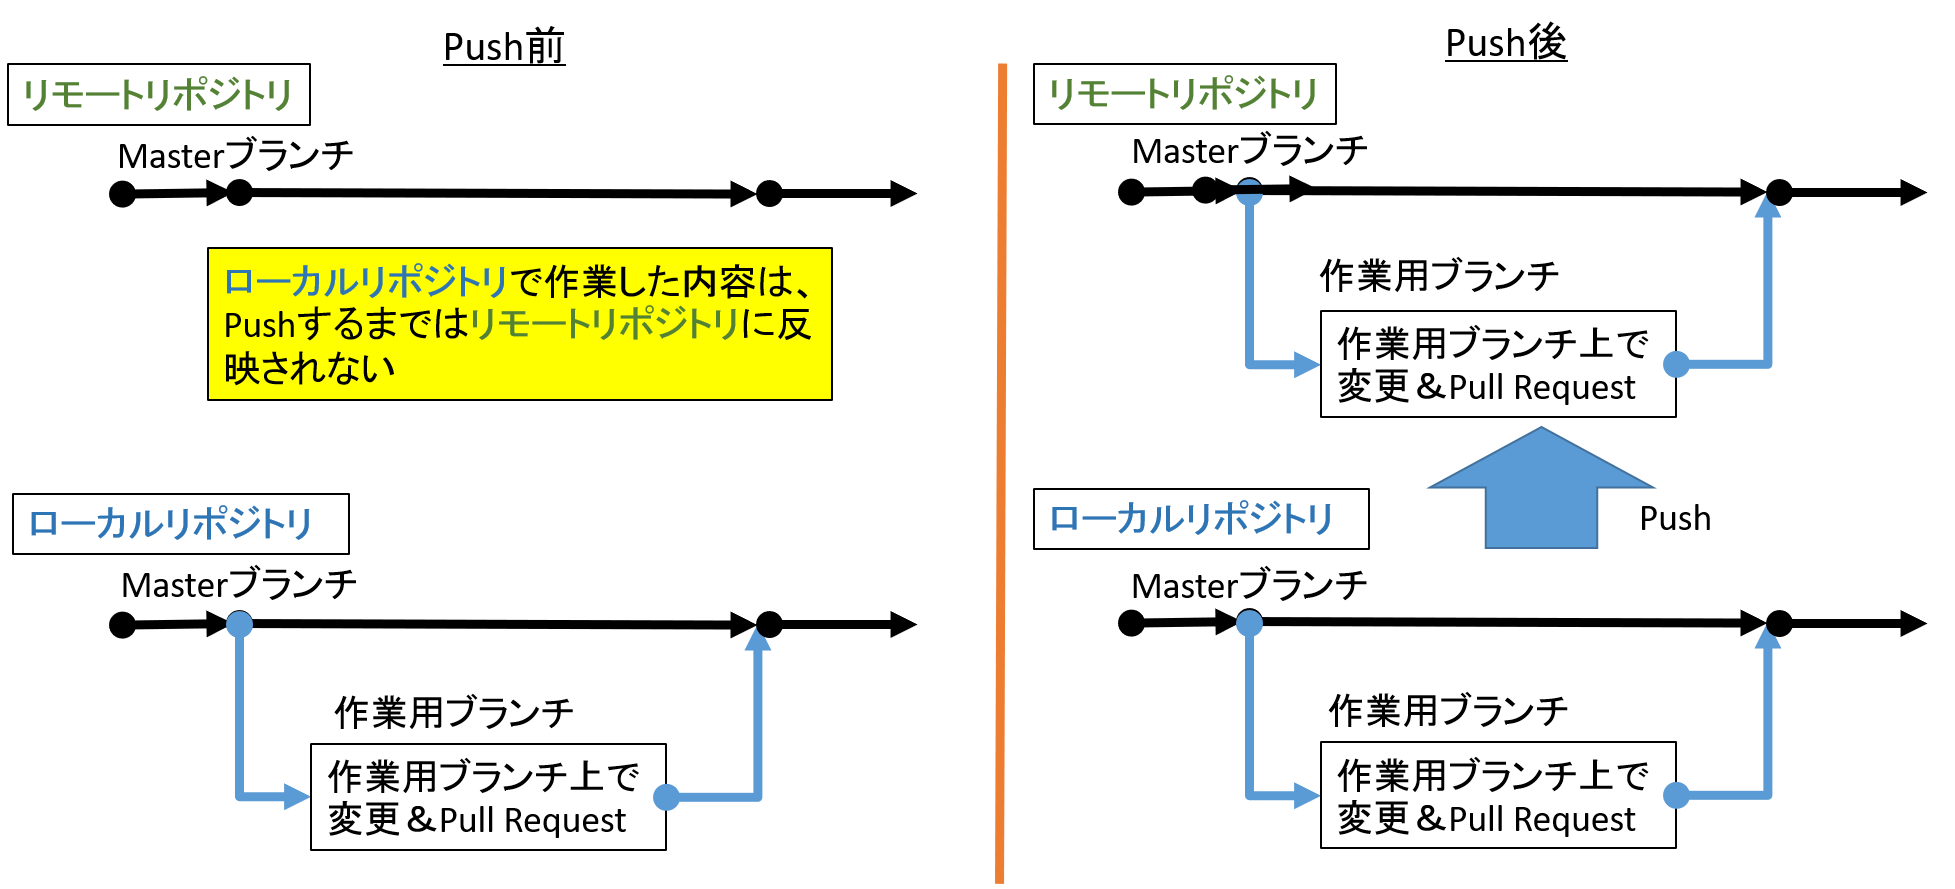 Push前
リモートリポジトリ
Masterブランチ
ローカルリポジトリで作業した内容は、
Pushするまではリモートリポジトリに反
映されない
ローカルリポジトリ
Masterブランチ
作業用ブランチ
作業用ブランチ上で
変更＆Pull Request
Push後
リモートリポジトリ
Masterブランチ
作業用ブランチ
作業用ブランチ上で
変更＆Pull Request
Push
ローカルリポジトリ
Masterブランチ
作業用ブランチ
作業用ブランチ上で
変更＆Pull Request